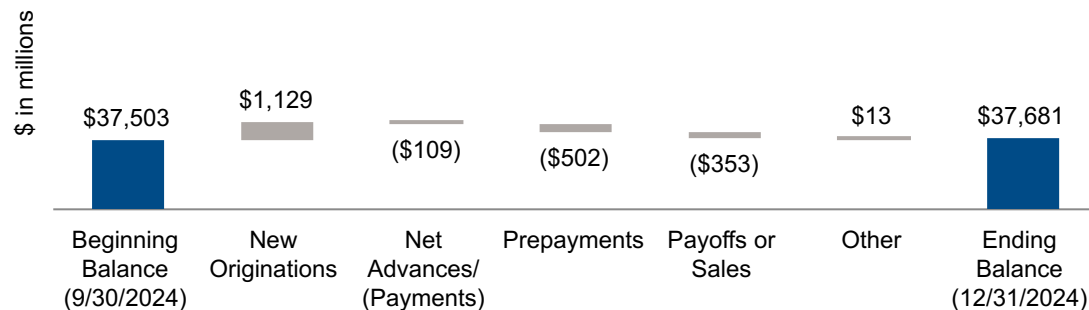 $ in millions
$37,503
$1,129
($109)
($502)
($353)
$13
$37,681
Beginning
Balance
(9/30/2024)
New
Originations
Net
Advances/
(Payments)
Prepayments
Payoffs or
Sales
Other
Ending
Balance
(12/31/2024)